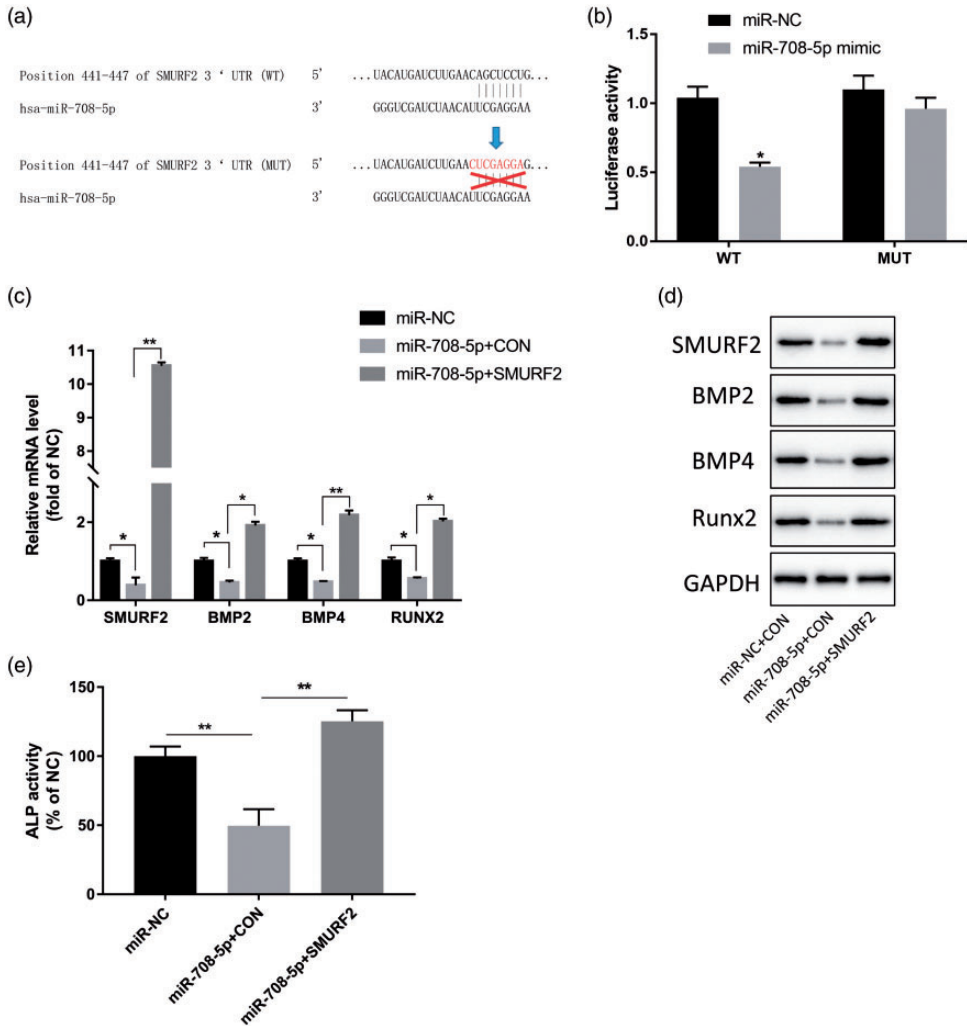 (a)
Position 441-447 of SMURF2 3 ‘ UTR (WT) 5' ...UACAUGAUCUUGAACAGCUCCUG...
hsa-miR-708-5p 3' GGGUCGAUCUAACAUUCGAGGAA
Position 441-447 of SMURF2 3 ‘ UTR (MUT) 5' ...UACAUGAUCUUGAACUCGAGGAG...
hsa-miR-708-5p 3' GGGUCGAUCUAACAUUCGAGGAA
(b)
miR-NC
miR-708-5p mimic
Luciferase activity
1.5
1.0
0.5
0.0
*
WT MUT
(c)
miR-NC
miR-708-5p+CON
miR-708-5p+SMURF2
Relative mRNA level
(fold of NC)
11
10
9
8
2
0
** * * * * ** * *
SMURF2 BMP2 BMP4 RUNX2
(d)
SMURF2
BMP2
BMP4
Runx2
GAPDH
miR-NC+CON
miR-708-5p+CON
miR-708-5p+SMURF2
(e)
ALP activity
(% of NC)
150
100
50
0
** **
miR-NC
miR-708-5p+CON
miR-708-5p+SMURF2